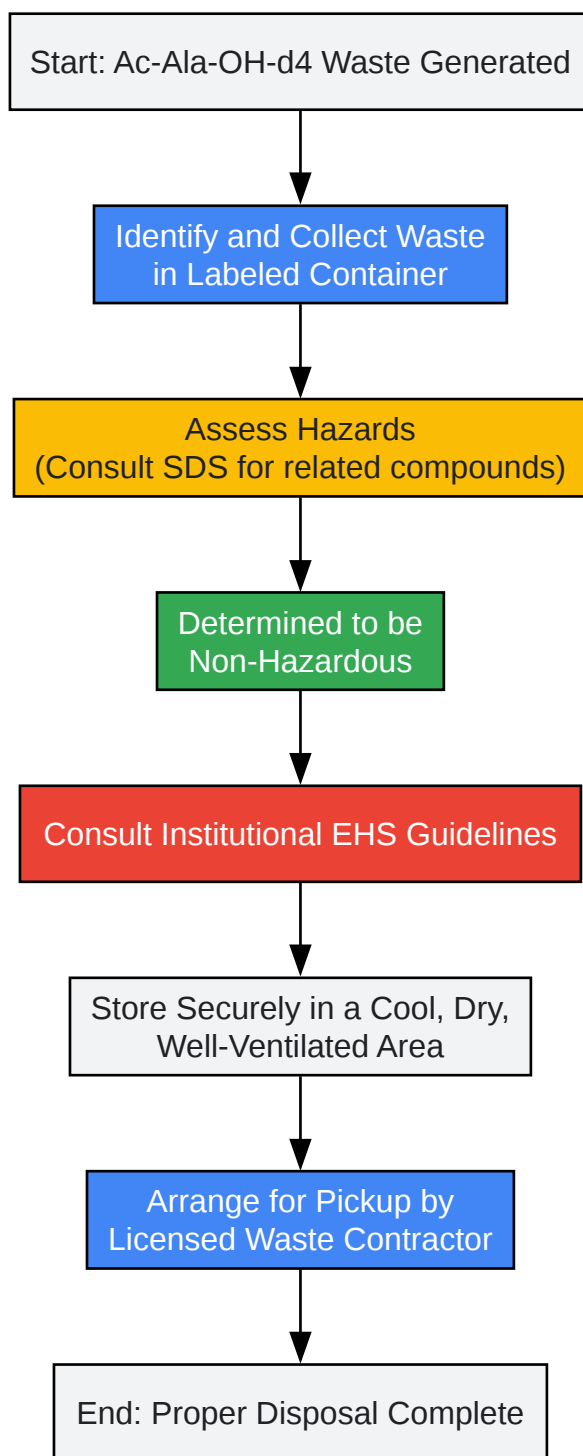 Start: Ac-Ala-OH-d4 Waste Generated
Identify and Collect Waste
in Labeled Container
Assess Hazards
(Consult SDS for related compounds)
Determined to be
Non-Hazardous
Consult Institutional EHS Guidelines
Store Securely in a Cool, Dry,
Well-Ventilated Area
Arrange for Pickup by
Licensed Waste Contractor
End: Proper Disposal Complete